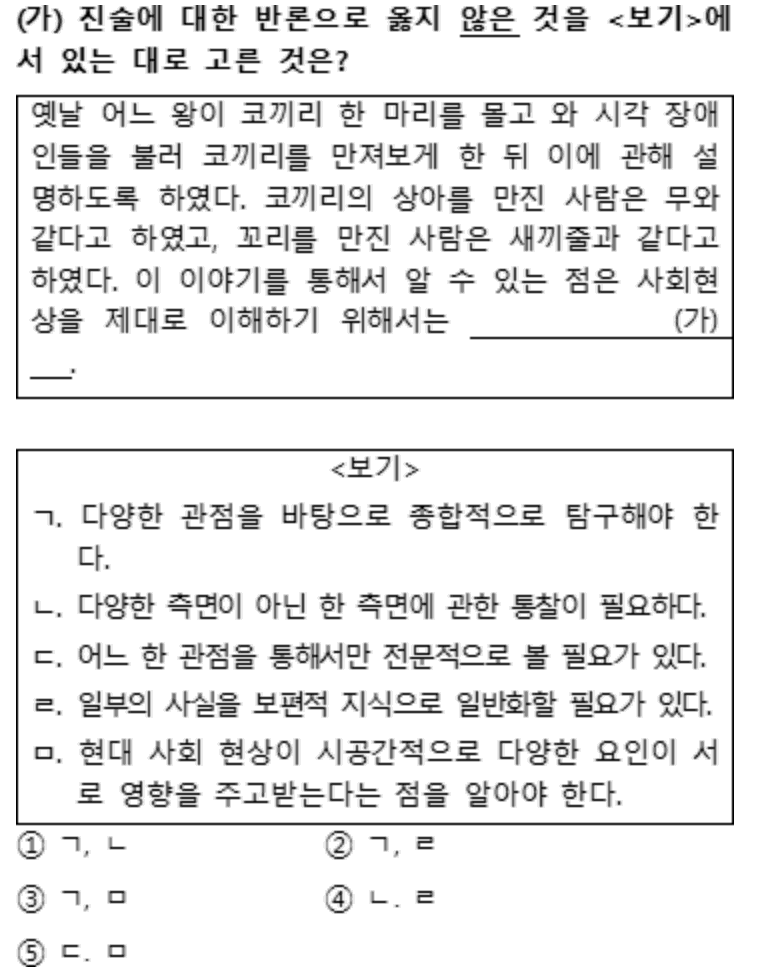 (가) 진술에 대한 반론으로 옳지 않은 것을 <보기>에
서 있는 대로 고른 것은?
옛날 어느 왕이 코끼리 한 마리를 몰고 와 시각 장애
인들을 불러 코끼리를 만져보게 한 뒤 이에 관해 설
명하도록 하였다. 코끼리의 상아를 만진 사람은 무와
같다고 하였고, 꼬리를 만진 사람은 새끼줄과 같다고
하였다. 이 이야기를 통해서 알 수 있는 점은 사회현
상을 제대로 이해하기 위해서는 ____________ (가)
___.
<보기>
ㄱ. 다양한 관점을 바탕으로 종합적으로 탐구해야 한
다.
ㄴ. 다양한 측면이 아닌 한 측면에 관한 통찰이 필요하다.
ㄷ. 어느 한 관점을 통해서만 전문적으로 볼 필요가 있다.
ㄹ. 일부의 사실을 보편적 지식으로 일반화할 필요가 있다.
ㅁ. 현대 사회 현상이 시공간적으로 다양한 요인이 서
로 영향을 주고받는다는 점을 알아야 한다.
① ㄱ, ㄴ ② ㄱ, ㄹ
③ ㄱ, ㅁ ④ ㄴ. ㄹ
⑤ ㄷ. ㅁ